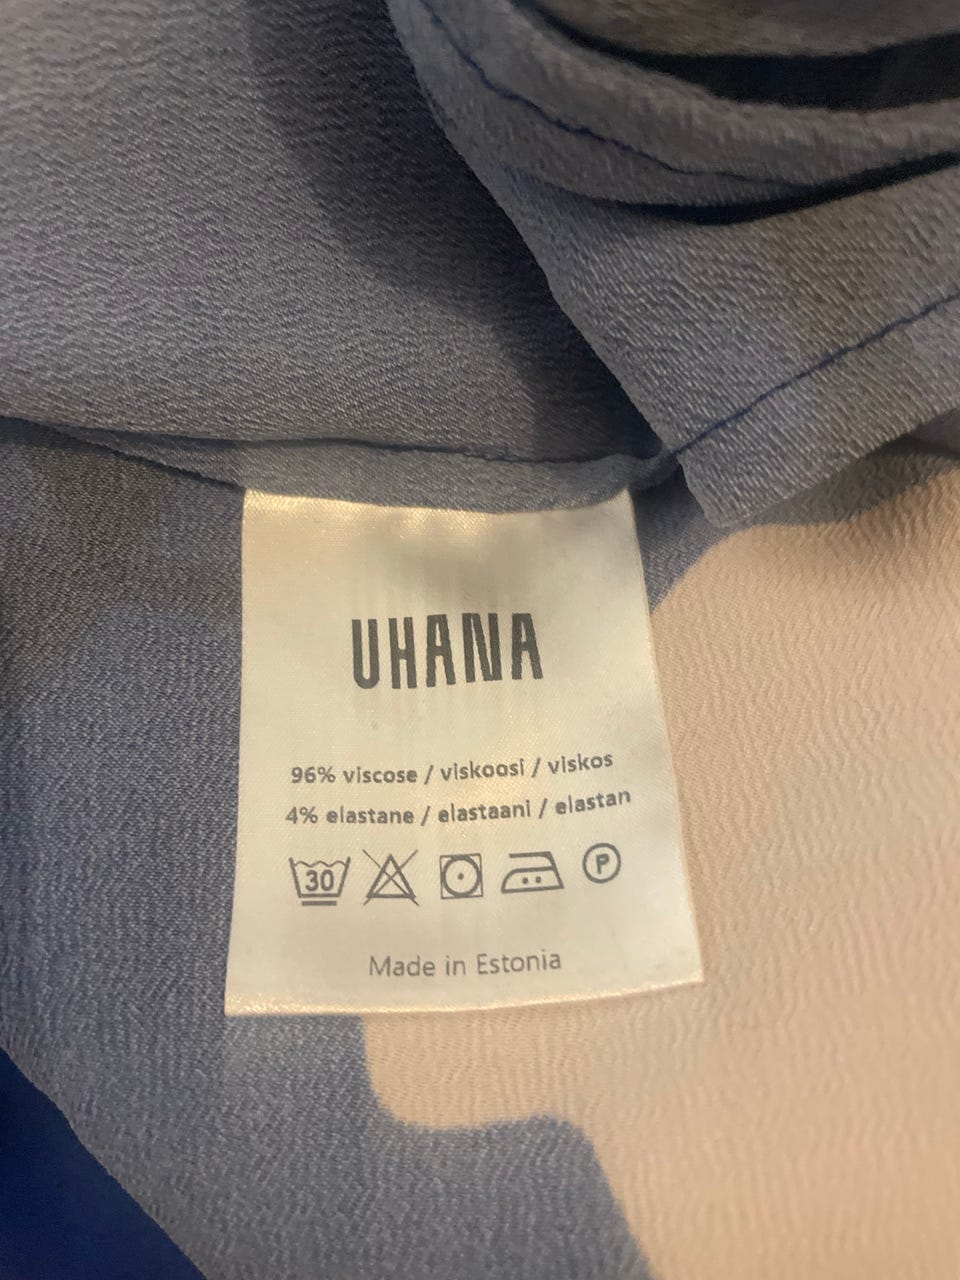 UHANA
96% viscose / viskoosi / viskos
4% elastane / elastaani / elastan
30
P
Made in Estonia